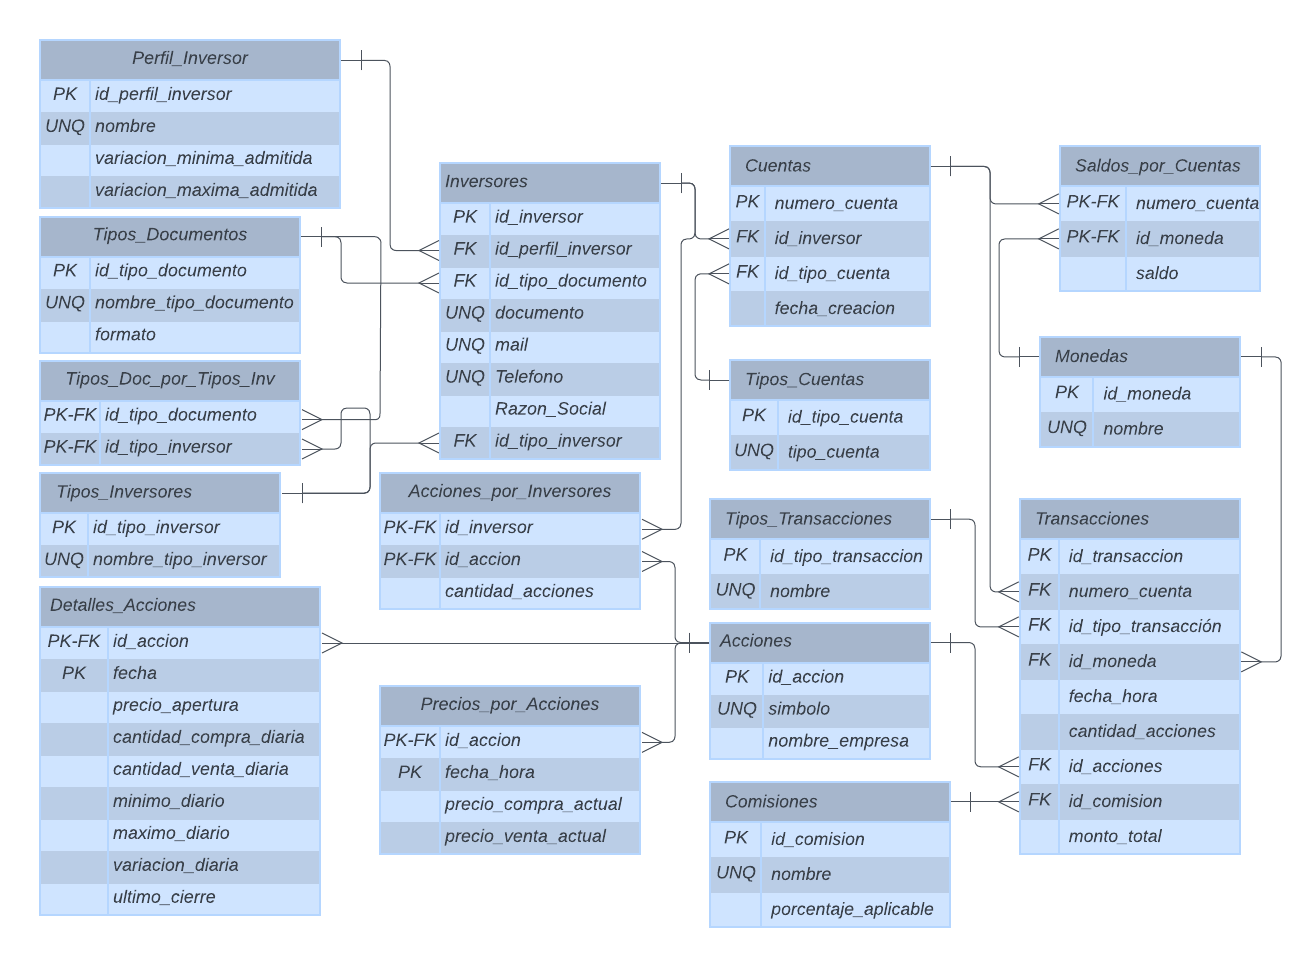 Perfil_Inversor
PK id_perfil_inversor
UNQ nombre
variacion_minima_admitida
variacion_maxima_admitida
Tipos_Documentos
PK id_tipo_documento
UNQ nombre_tipo_documento
formato
Tipos_Doc_por_Tipos_Inv
PK-FK id_tipo_documento
PK-FK id_tipo_inversor
Tipos_Inversores
PK id_tipo_inversor
UNQ nombre_tipo_inversor
Detalles_Acciones
PK-FK id_accion
PK fecha
precio_apertura
cantidad_compra_diaria
cantidad_venta_diaria
minimo_diario
maximo_diario
variacion_diaria
ultimo_cierre
Inversores
PK id_inversor
FK id_perfil_inversor
FK id_tipo_documento
UNQ documento
UNQ mail
UNQ Telefono
Razon_Social
FK id_tipo_inversor
Acciones_por_Inversores
PK-FK id_inversor
PK-FK id_accion
cantidad_acciones
Precios_por_Acciones
PK-FK id_accion
PK fecha_hora
precio_compra_actual
precio_venta_actual
Cuentas
PK numero_cuenta
FK id_inversor
FK id_tipo_cuenta
fecha_creacion
Tipos_Cuentas
PK id_tipo_cuenta
UNQ tipo_cuenta
Tipos_Transacciones
PK id_tipo_transaccion
UNQ nombre
Acciones
PK id_accion
UNQ simbolo
nombre_empresa
Comisiones
PK id_comision
UNQ nombre
porcentaje_aplicable
Saldos_por_Cuentas
PK-FK numero_cuenta
PK-FK id_moneda
saldo
Monedas
PK id_moneda
UNQ nombre
Transacciones
PK id_transaccion
FK numero_cuenta
FK id_tipo_transacción
FK id_moneda
fecha_hora
cantidad_acciones
FK id_acciones
FK id_comision
monto_total